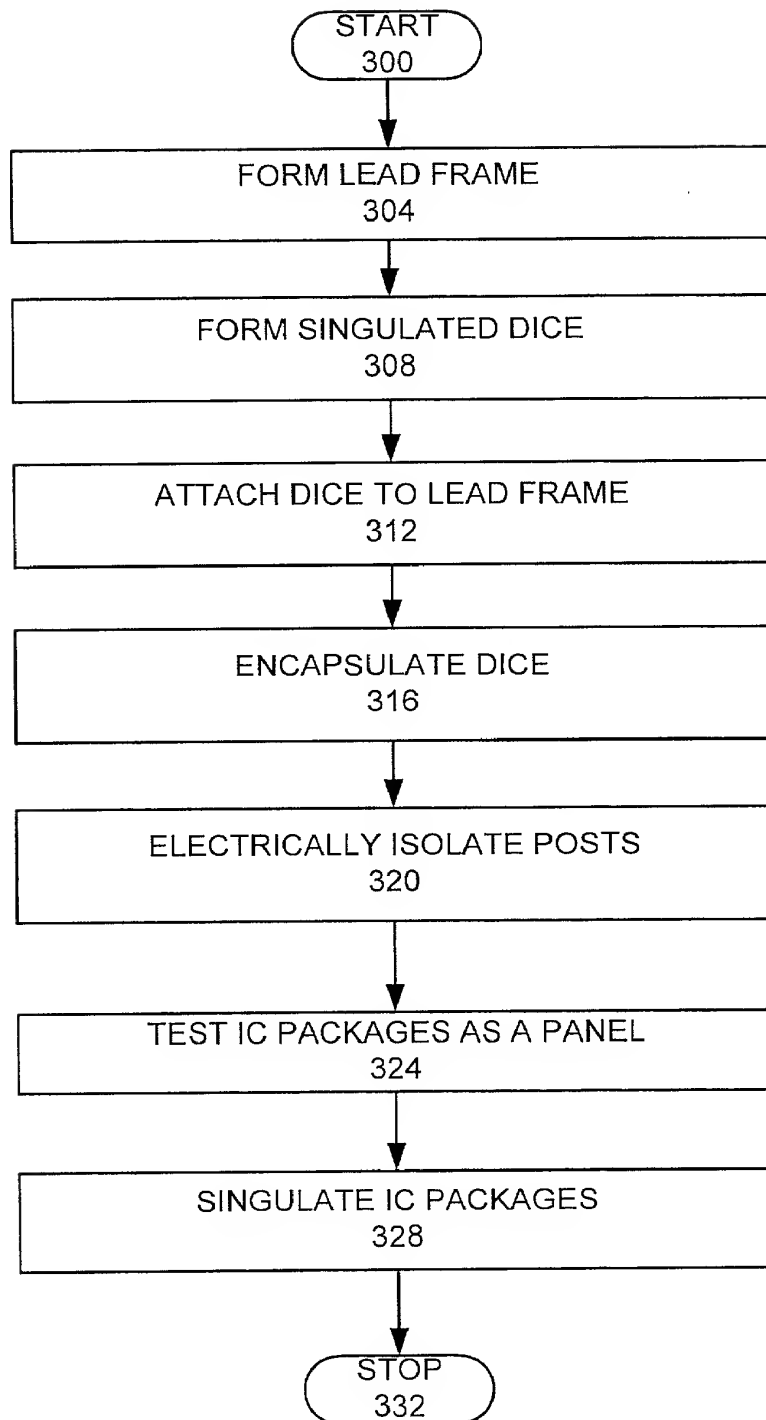 START
300
FORM LEAD FRAME
304
FORM SINGULATED DICE
308
ATTACH DICE TO LEAD FRAME
312
ENCAPSULATE DICE
316
ELECTRICALLY ISOLATE POSTS
320
TEST IC PACKAGES AS A PANEL
324
SINGULATE IC PACKAGES
328
STOP
332